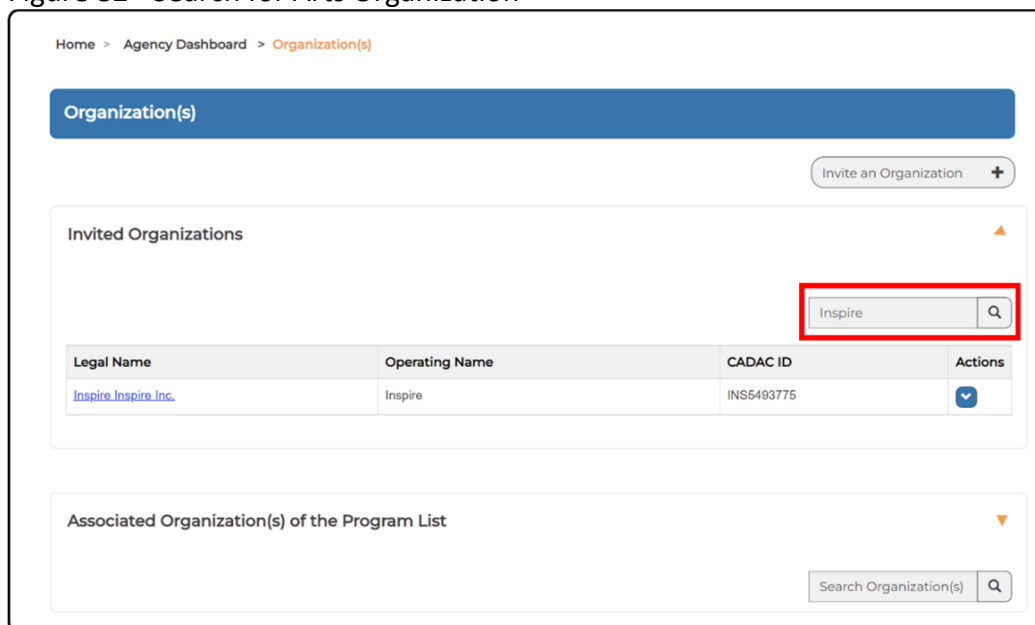 Home > Agency Dashboard > Organization(s)
Organization(s)
Invite an Organization +
Invited Organizations
Inspire
Legal Name Operating Name CADAC ID Actions
Inspire Inspire Inc. Inspire INS5493775
Associated Organization(s) of the Program List
Search Organization(s)